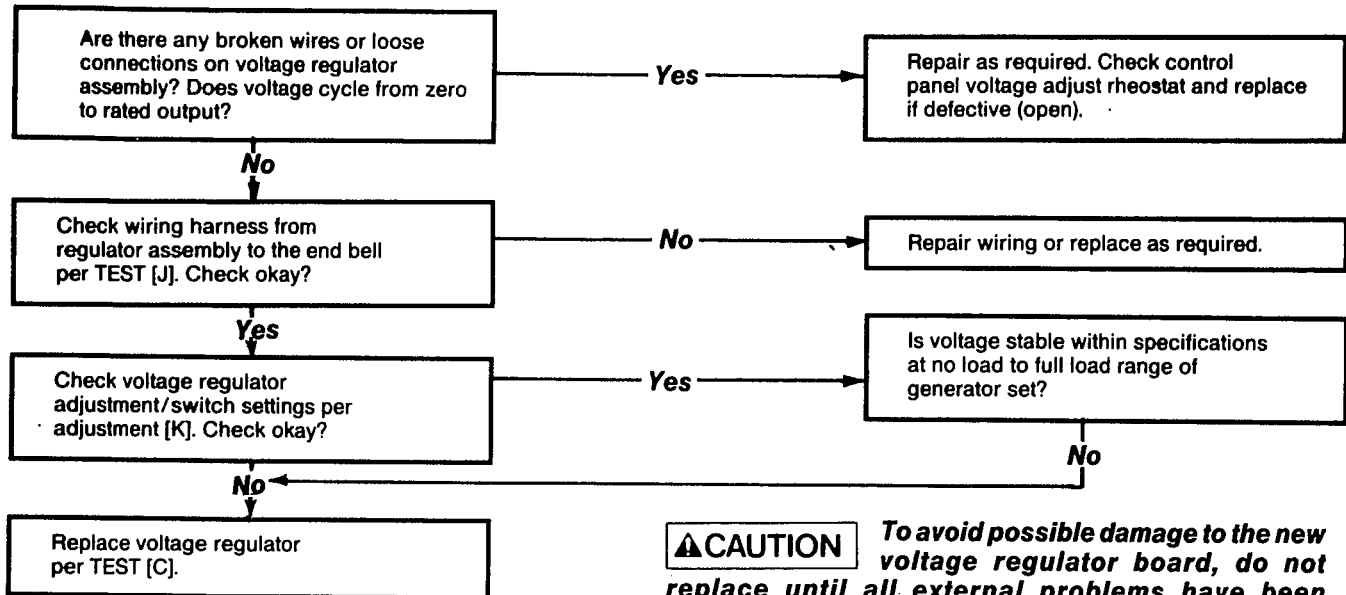 Are there any broken wires or loose
connections on voltage regulator
assembly? Does voltage cycle from zero
to rated output?
Yes
Repair as required. Check control
panel voltage adjust rheostat and replace
if defective (open).
No
Check wiring harness from
regulator assembly to the end bell
per TEST [J]. Check okay?
No
Repair wiring or replace as required.
Yes
Check voltage regulator
adjustment/switch settings per
adjustment [K]. Check okay?
Yes
Is voltage stable within specifications
at no load to full load range of
generator set?
No
No
Replace voltage regulator
per TEST [C].
CAUTION To avoid possible damage to the new
voltage regulator board, do not
replace until all external problems have been